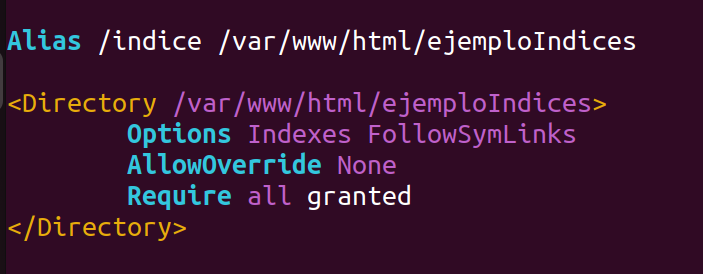 Alias /indice /var/www/html/ejemploIndices
<Directory /var/www/html/ejemploIndices>
Options Indexes FollowSymLinks
AllowOverride None
Require all granted
</Directory>